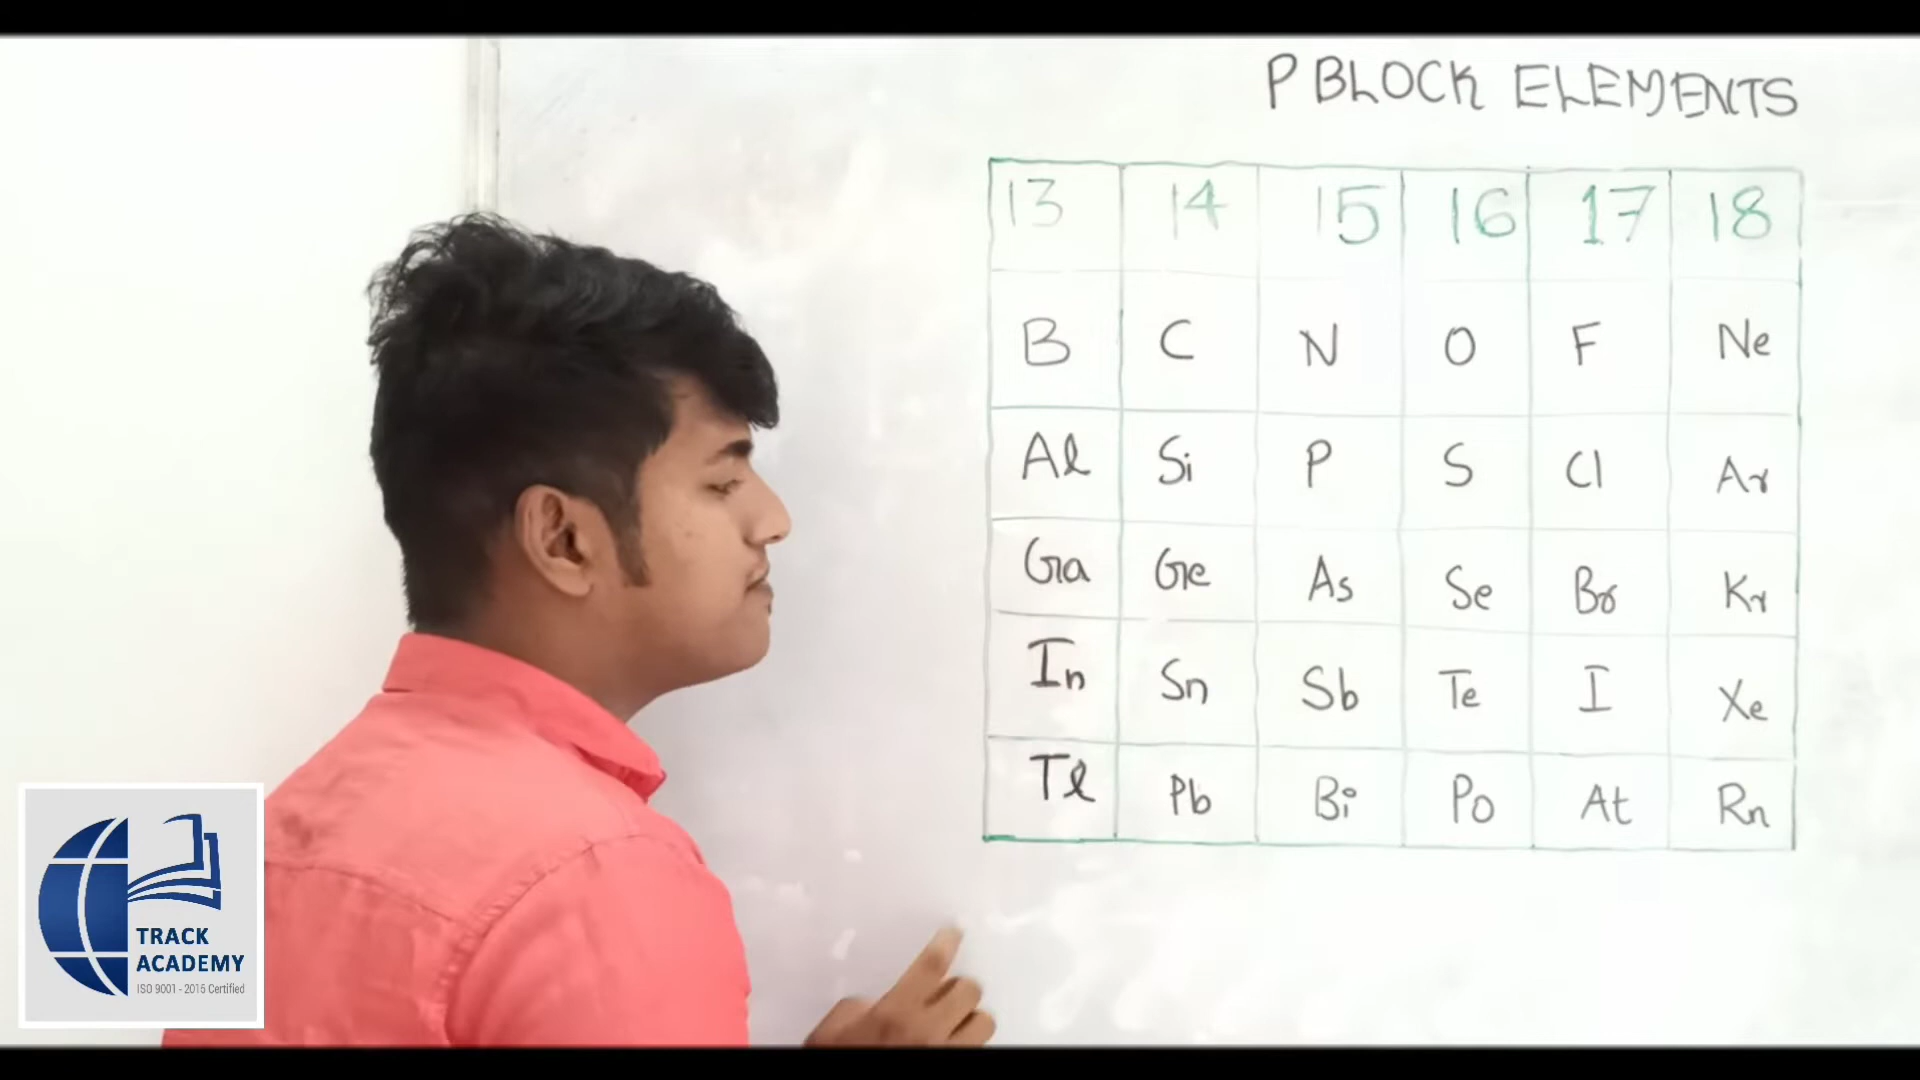 P BLOCK ELEMENTS
13 14 15 16 17 18
B C N O F Ne
Al Si P S Cl Ar
Ga Ge As Se Br Kr
In Sn Sb Te I Xe
Tl Pb Bi Po At Rn
TRACK
ACADEMY
ISO 9001 - 2015 Certified